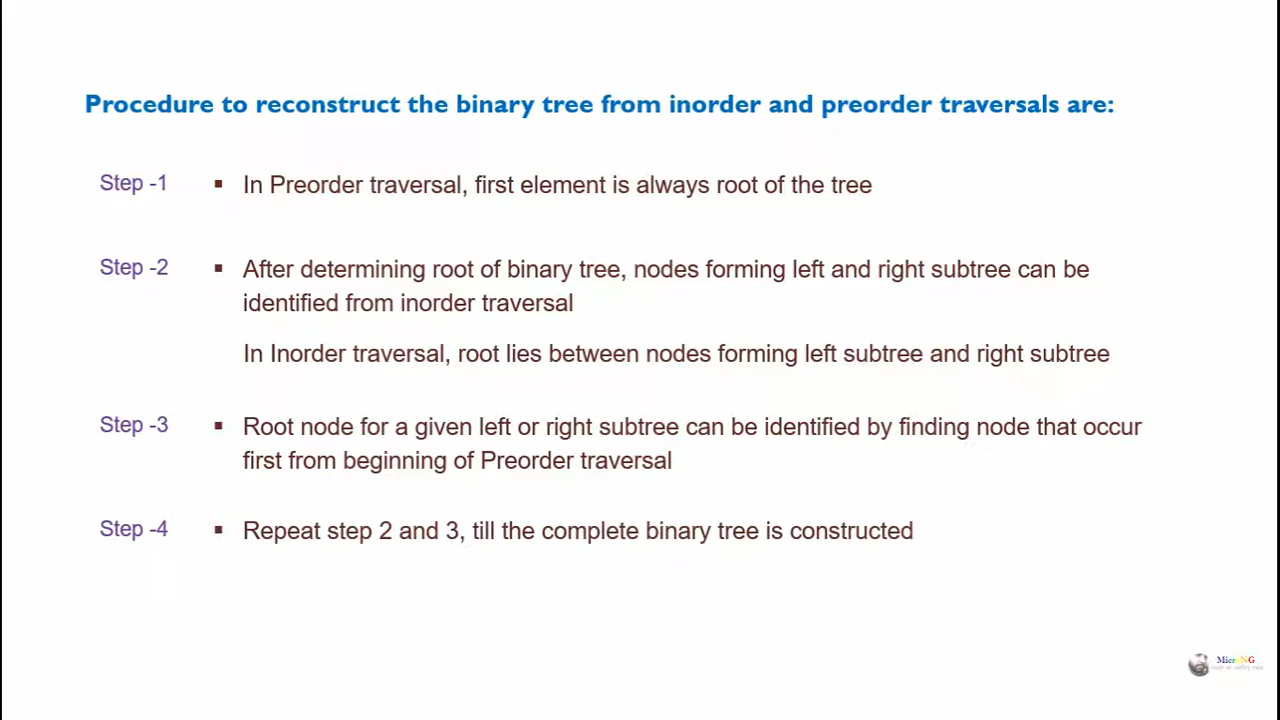 Procedure to reconstruct the binary tree from inorder and preorder traversals are:
Step -1 ▪ In Preorder traversal, first element is always root of the tree
Step -2 ▪ After determining root of binary tree, nodes forming left and right subtree can be
identified from inorder traversal
In Inorder traversal, root lies between nodes forming left subtree and right subtree
Step -3 ▪ Root node for a given left or right subtree can be identified by finding node that occur
first from beginning of Preorder traversal
Step -4 ▪ Repeat step 2 and 3, till the complete binary tree is constructed
MicroNG